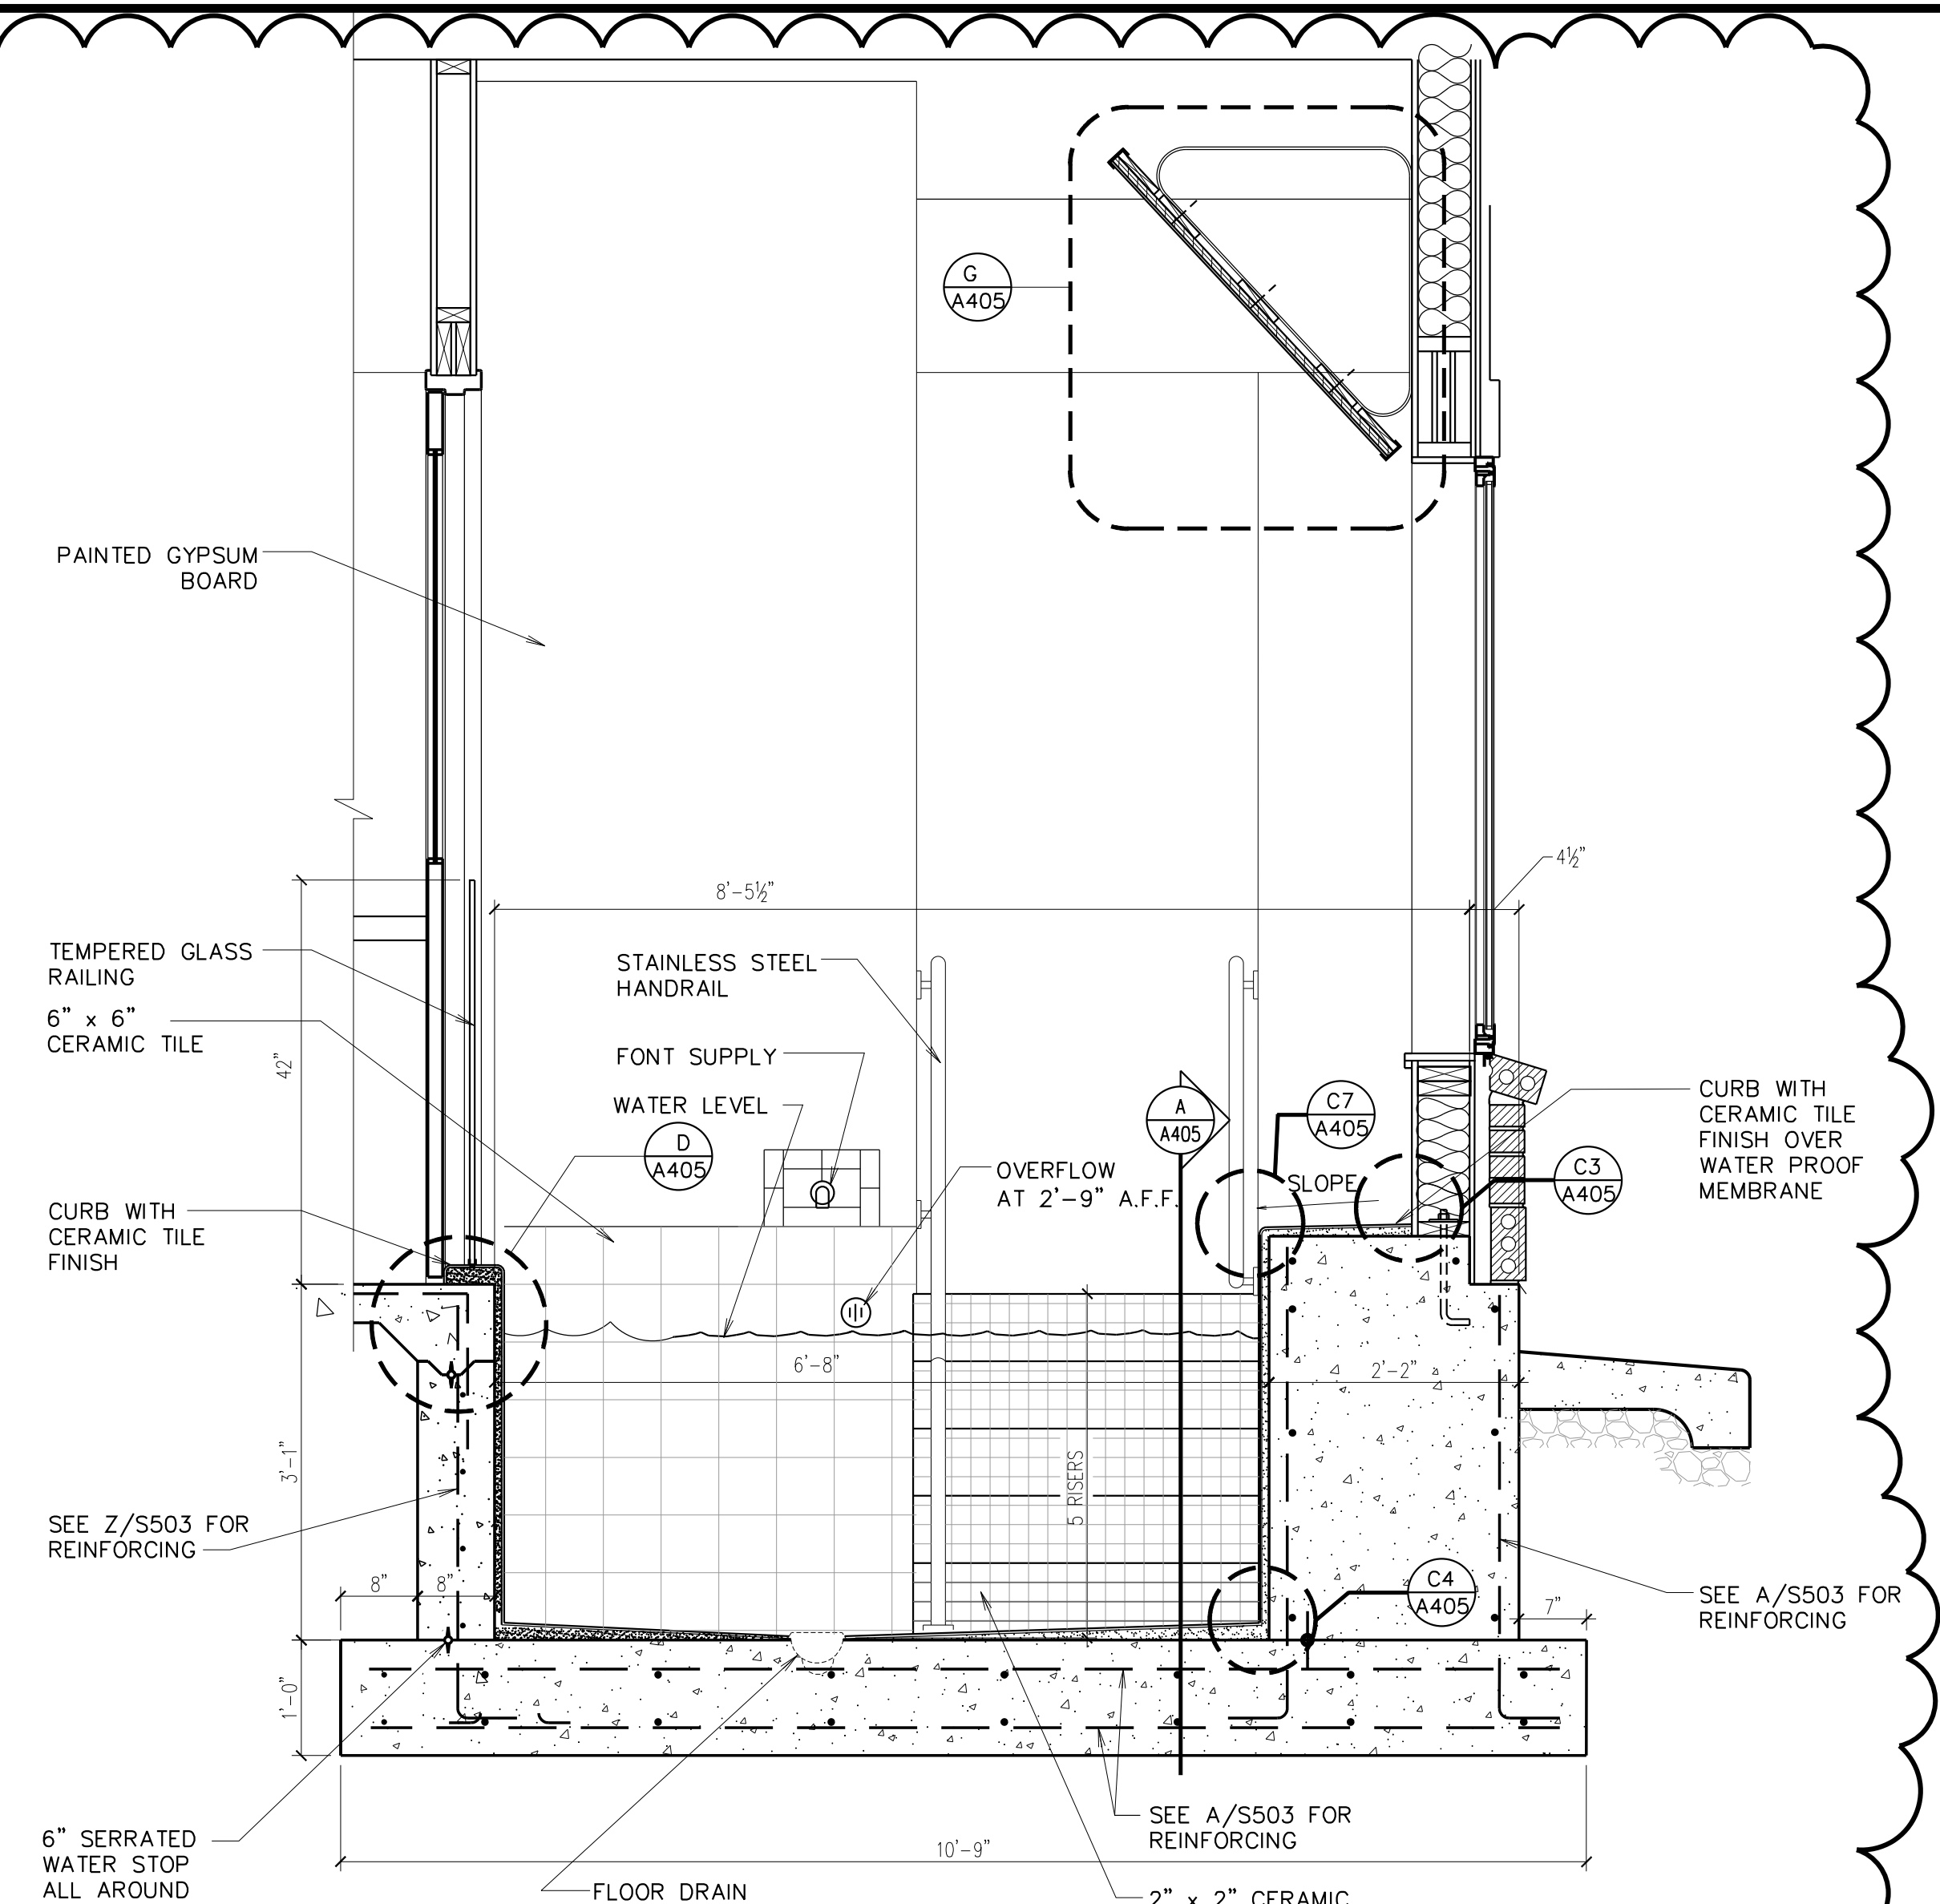 G
A405
PAINTED GYPSUM
BOARD
4½"
8'-5½"
TEMPERED GLASS
RAILING
STAINLESS STEEL
HANDRAIL
6" x 6"
CERAMIC TILE
42"
FONT SUPPLY
WATER LEVEL
D
A405
A
A405
C7
A405
CURB WITH
CERAMIC TILE
FINISH OVER
WATER PROOF
MEMBRANE
OVERFLOW
AT 2'-9" A.F.F.
SLOPE
C3
A405
CURB WITH
CERAMIC TILE
FINISH
6'-8"
2'-2"
3'-1"
5 RISERS
SEE Z/S503 FOR
REINFORCING
8"
8"
C4
A405
7"
SEE A/S503 FOR
REINFORCING
1'-0"
SEE A/S503 FOR
REINFORCING
10'-9"
6" SERRATED
WATER STOP
ALL AROUND
FLOOR DRAIN
2" x 2" CERAMIC